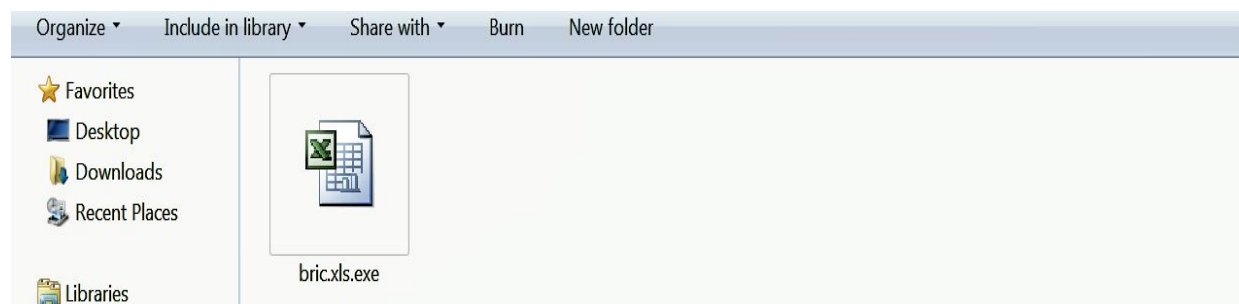 Organize Include in library Share with Burn New folder
Favorites
Desktop
Downloads
Recent Places
Libraries
bric.xls.exe